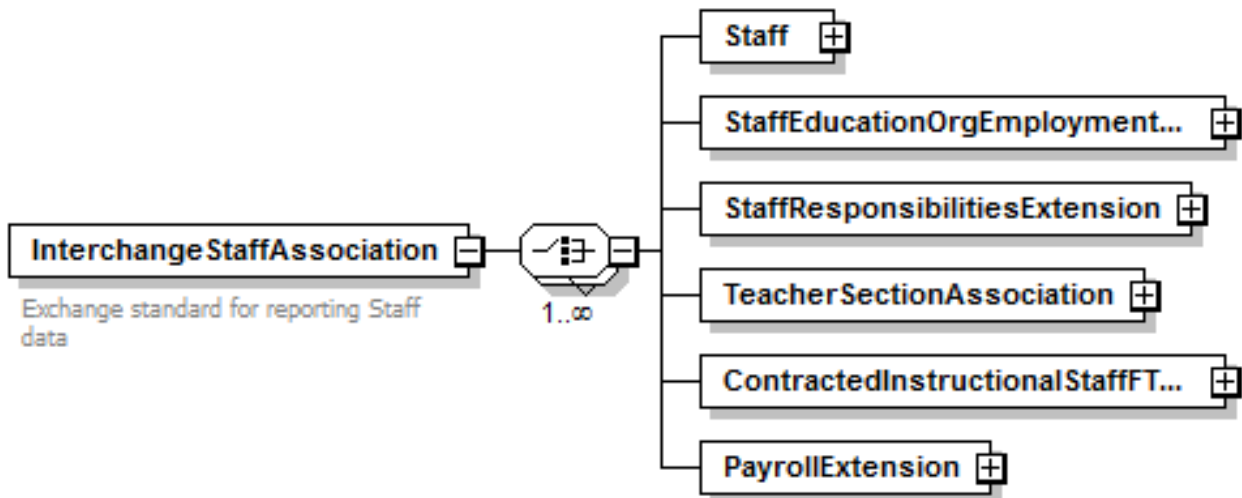 Staff
StaffEducationOrgEmployment...
StaffResponsibilitiesExtension
InterchangeStaffAssociation
Exchange standard for reporting Staff
data
1..∞
TeacherSectionAssociation
ContractedInstructionalStaffFT...
PayrollExtension